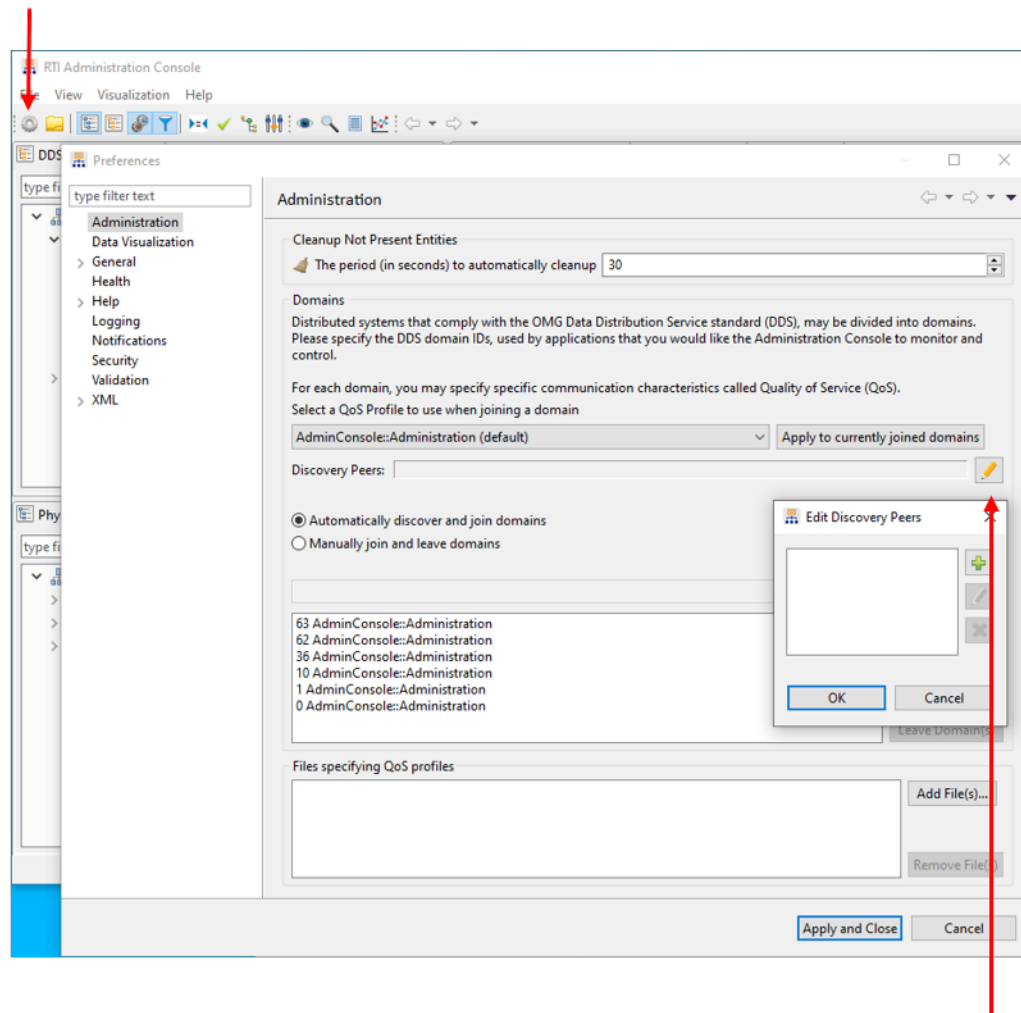 RTI Administration Console
File View Visualization Help
DDS
type fi
Phy
type fi
Preferences
type filter text
Administration
Data Visualization
General
Health
Help
Logging
Notifications
Security
Validation
XML
Administration
Cleanup Not Present Entities
The period (in seconds) to automatically cleanup 30
Domains
Distributed systems that comply with the OMG Data Distribution Service standard (DDS), may be divided into domains.
Please specify the DDS domain IDs, used by applications that you would like the Administration Console to monitor and
control.
For each domain, you may specify specific communication characteristics called Quality of Service (QoS).
Select a QoS Profile to use when joining a domain
AdminConsole::Administration (default) Apply to currently joined domains
Discovery Peers:
Automatically discover and join domains
Manually join and leave domains
63 AdminConsole::Administration
62 AdminConsole::Administration
36 AdminConsole::Administration
10 AdminConsole::Administration
1 AdminConsole::Administration
0 AdminConsole::Administration
Edit Discovery Peers
OK Cancel
Leave Domain(s)
Files specifying QoS profiles
Add File(s)...
Remove File(s)
Apply and Close Cancel